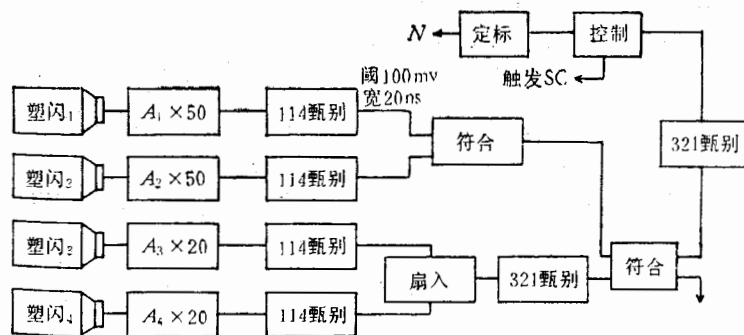 N
定标
控制
触发SC
阈100mv
宽20ns
塑闪₁
A₁ ×50
114甄别
符合
321甄别
塑闪₂
A₂ ×50
114甄别
塑闪₃
A₃ ×20
114甄别
扇入
321甄别
符合
塑闪₄
A₄ ×20
114甄别